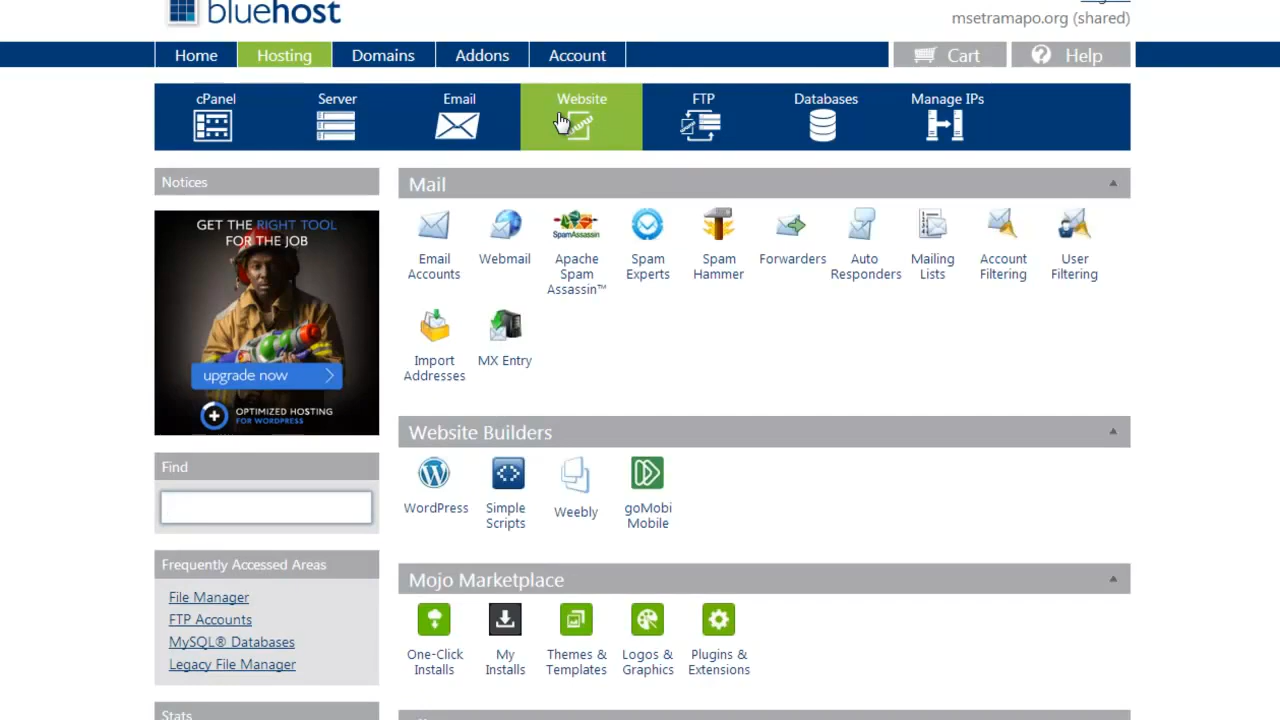 bluehost
msetramapo.org (shared)
Home Hosting Domains Addons Account Cart Help
cPanel Server Email Website FTP Databases Manage IPs
www
Notices
GET THE RIGHT TOOL
FOR THE JOB
upgrade now
OPTIMIZED HOSTING
FOR WORDPRESS
Find
Frequently Accessed Areas
File Manager
FTP Accounts
MySQL® Databases
Legacy File Manager
Stats
Mail
Email
Accounts
Webmail
SpamAssassin
Apache
Spam
Assassin™
Spam
Experts
Spam
Hammer
Forwarders
Auto
Responders
Mailing
Lists
Account
Filtering
User
Filtering
Import
Addresses
MX Entry
Website Builders
WordPress
Simple
Scripts
Weebly
goMobi
Mobile
Mojo Marketplace
One-Click
Installs
My
Installs
Themes &
Templates
Logos &
Graphics
Plugins &
Extensions